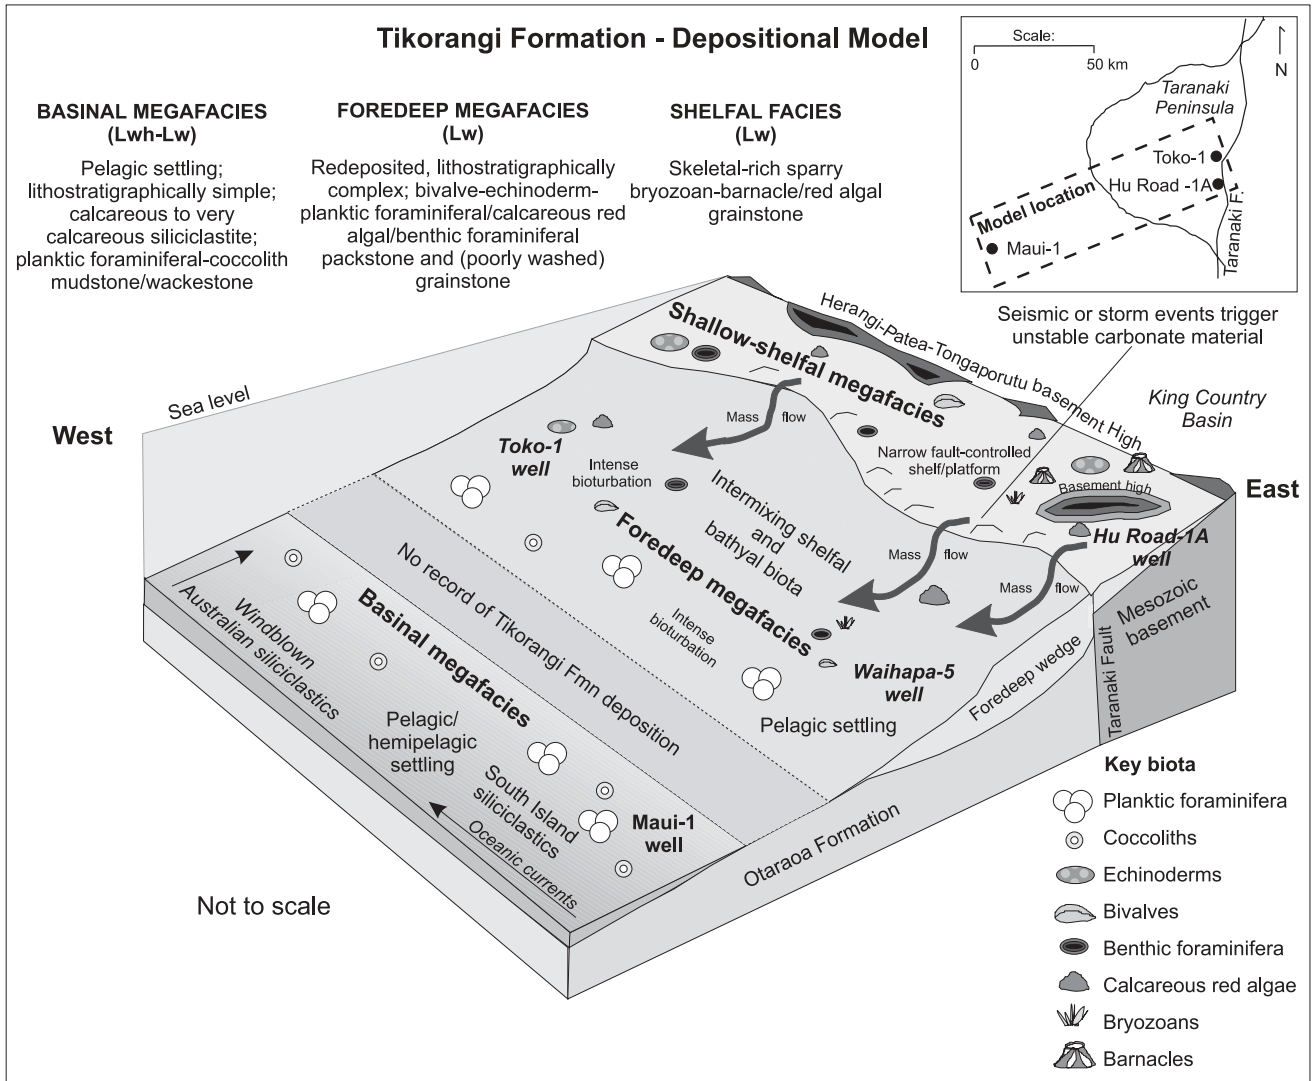 Tikorangi Formation - Depositional Model
BASINAL MEGAFACIES
(Lwh-Lw)
Pelagic settling;
lithostratigraphically simple;
calcareous to very
calcareous siliciclastite;
planktic foraminiferal-coccolith
mudstone/wackestone
FOREDEEP MEGAFACIES
(Lw)
Redeposited, lithostratigraphically
complex; bivalve-echinoderm-
planktic foraminiferal/calcareous red
algal/benthic foraminiferal
packstone and (poorly washed)
grainstone
SHELFAL FACIES
(Lw)
Skeletal-rich sparry
bryozoan-barnacle/red algal
grainstone
Scale:
0
50 km
N
Taranaki
Peninsula
Toko-1
Hu Road -1A
Model location
Maui-1
Taranaki F.
Seismic or storm events trigger
unstable carbonate material
Herangi-Patea-Tongaporutu basement High
King Country
Basin
Sea level
West
East
Shallow-shelfal megafacies
Mass
flow
Narrow fault-controlled
shelf/platform
Basement high
Toko-1
well
Intense
bioturbation
Intermixing shelfal
and
bathyal biota
Hu Road-1A
well
Mass
flow
Mass
flow
Foredeep megafacies
Intense
bioturbation
No record of Tikorangi Fmn deposition
Waihapa-5
well
Pelagic settling
Foredeep wedge
Taranaki Fault
Mesozoic
basement
Windblown
Australian siliciclastics
Basinal megafacies
Pelagic/
hemipelagic
settling
South Island
siliciclastics
Oceanic currents
Maui-1
well
Otaraoa Formation
Not to scale
Key biota
Planktic foraminifera
Coccoliths
Echinoderms
Bivalves
Benthic foraminifera
Calcareous red algae
Bryozoans
Barnacles